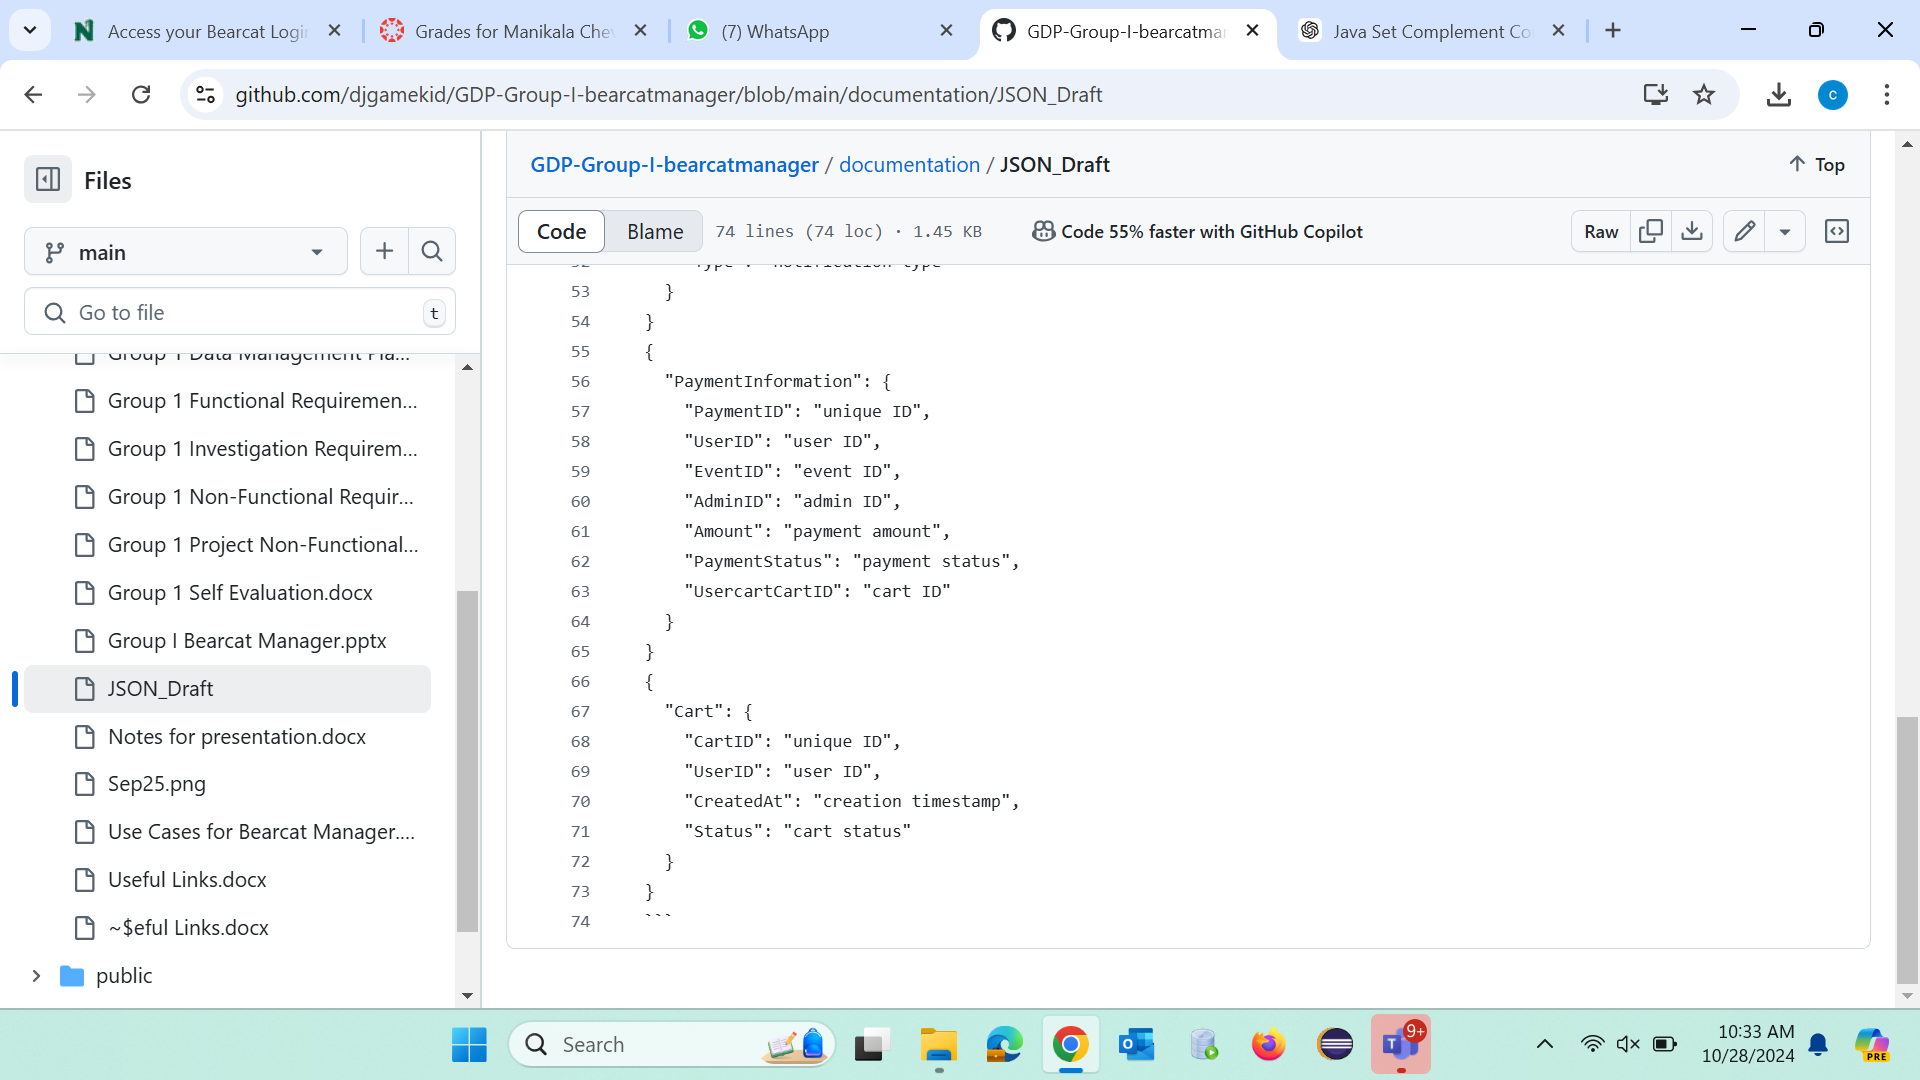 Access your Bearcat Logi
Grades for Manikala Che
(7) WhatsApp
GDP-Group-I-bearcatma
Java Set Complement Co
github.com/djgamekid/GDP-Group-I-bearcatmanager/blob/main/documentation/JSON_Draft
c
Files
main
Go to file
t
Group 1 Data Management Pla...
Group 1 Functional Requiremen...
Group 1 Investigation Requirem...
Group 1 Non-Functional Requir...
Group 1 Project Non-Functional...
Group 1 Self Evaluation.docx
Group I Bearcat Manager.pptx
JSON_Draft
Notes for presentation.docx
Sep25.png
Use Cases for Bearcat Manager....
Useful Links.docx
~$eful Links.docx
public
GDP-Group-I-bearcatmanager / documentation / JSON_Draft
Top
Code Blame 74 lines (74 loc) · 1.45 KB
Code 55% faster with GitHub Copilot
Raw
52 "Type": "notification type"
53 }
54 }
55 {
56 "PaymentInformation": {
57 "PaymentID": "unique ID",
58 "UserID": "user ID",
59 "EventID": "event ID",
60 "AdminID": "admin ID",
61 "Amount": "payment amount",
62 "PaymentStatus": "payment status",
63 "UsercartCartID": "cart ID"
64 }
65 }
66 {
67 "Cart": {
68 "CartID": "unique ID",
69 "UserID": "user ID",
70 "CreatedAt": "creation timestamp",
71 "Status": "cart status"
72 }
73 }
74 ```
Search
9+
10:33 AM
10/28/2024
PRE